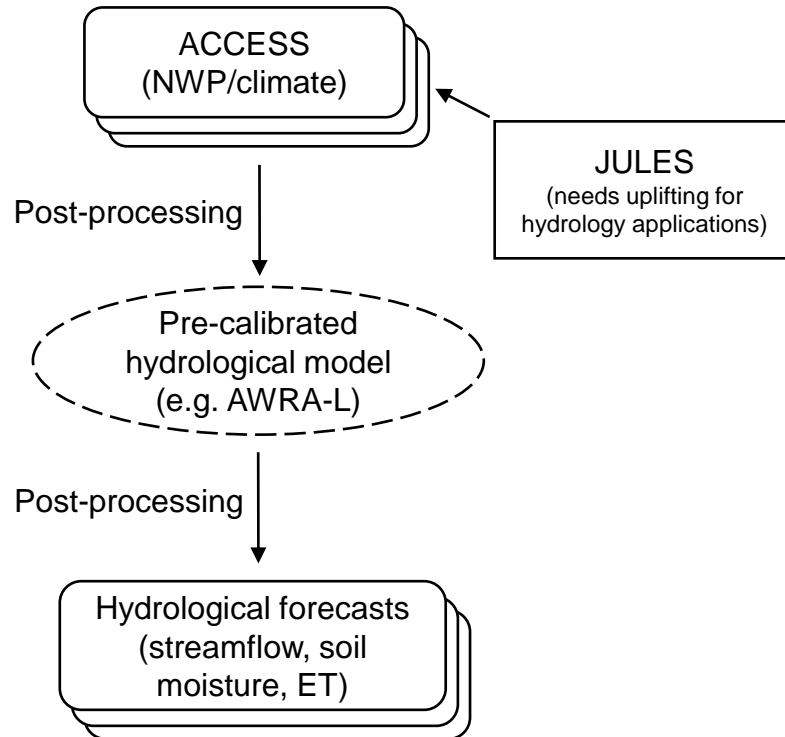 ACCESS
(NWP/climate)
JULES
(needs uplifting for
hydrology applications)
Post-processing
Pre-calibrated
hydrological model
(e.g. AWRA-L)
Post-processing
Hydrological forecasts
(streamflow, soil
moisture, ET)